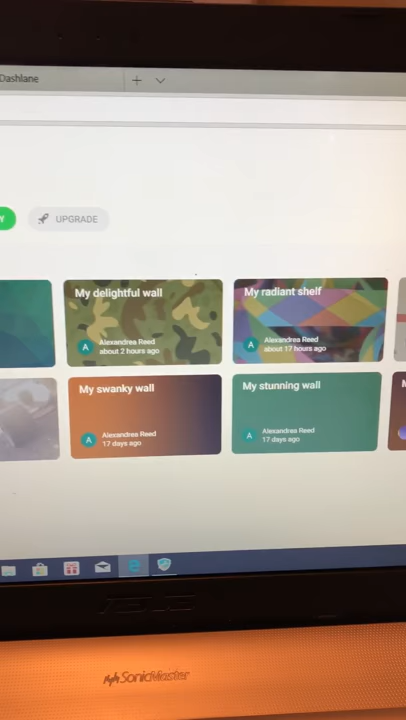 Dashlane
Y
UPGRADE
My delightful wall
A
Alexandrea Reed
about 2 hours ago
My radiant shelf
A
Alexandrea Reed
about 17 hours ago
My swanky wall
A
Alexandrea Reed
17 days ago
My stunning wall
A
Alexandrea Reed
17 days ago
M
ASUS
SonicMaster